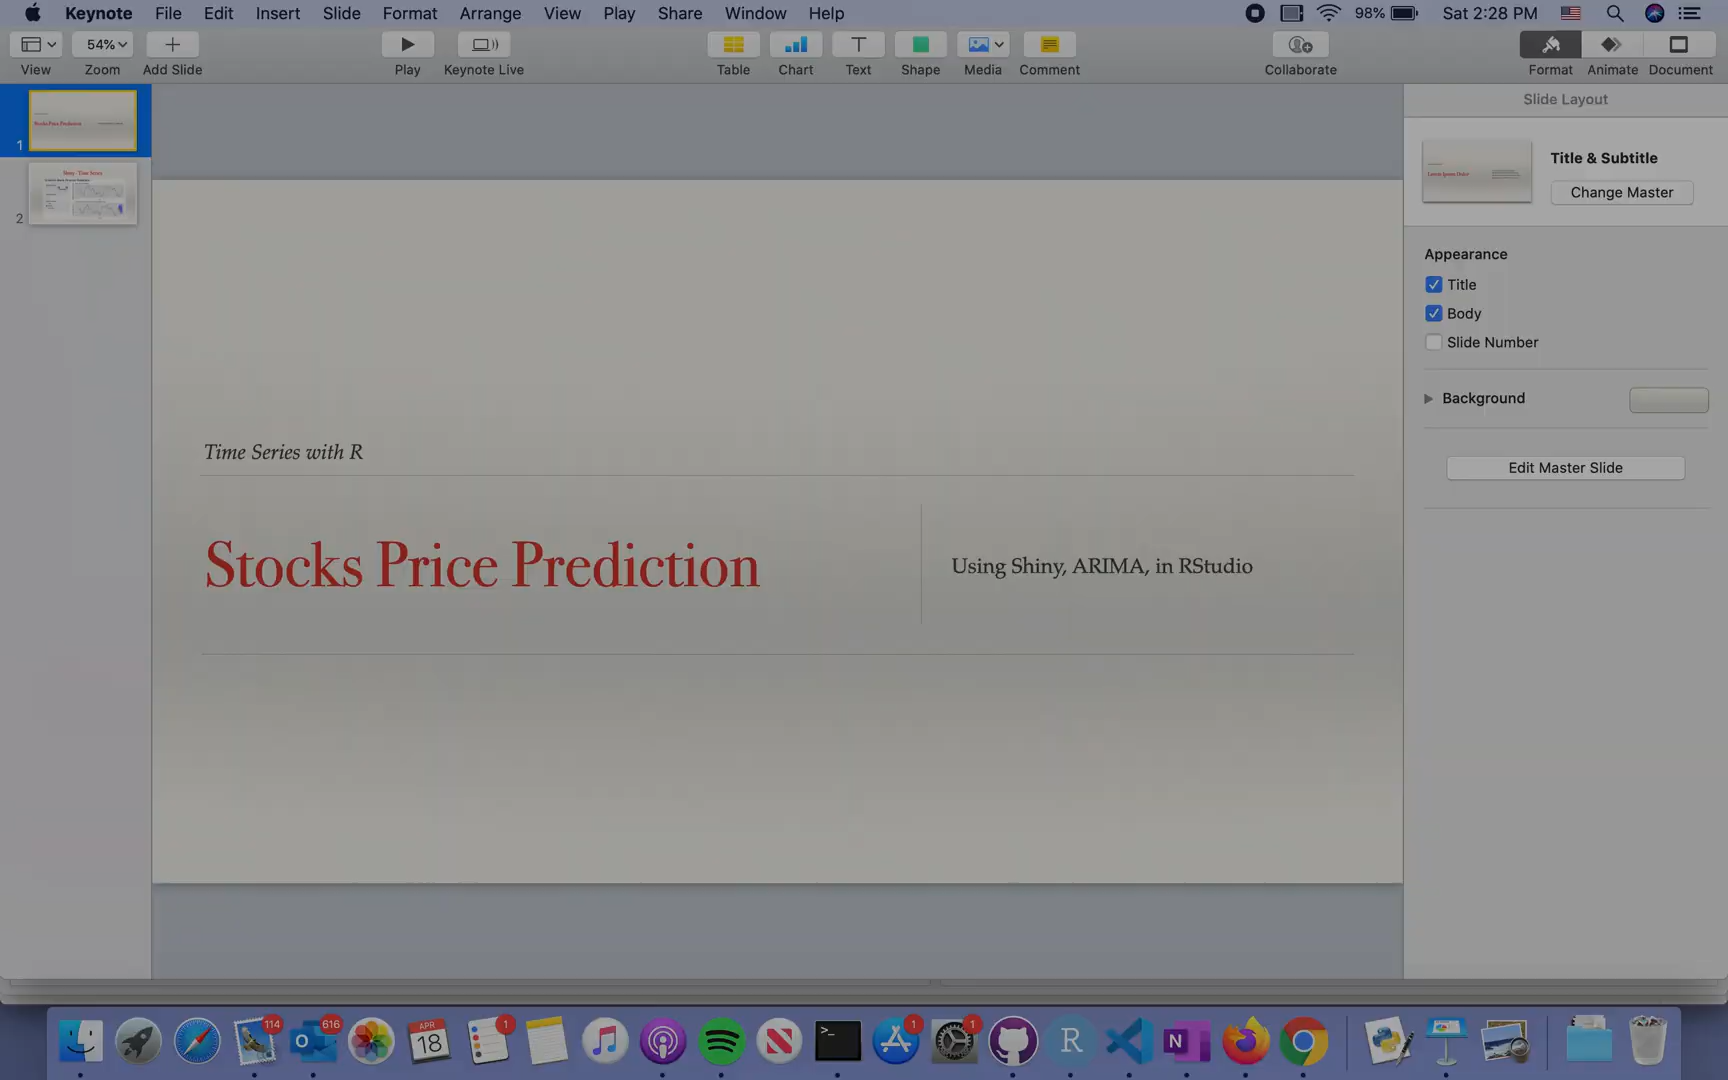 Keynote File Edit Insert Slide Format Arrange View Play Share Window Help 98% Sat 2:28 PM
54%
View Zoom Add Slide Play Keynote Live Table Chart Text Shape Media Comment Collaborate Format Animate Document
Slide Layout
1
Stocks Price Prediction
2
Title & Subtitle
Change Master
Appearance
Title
Body
Slide Number
Background
Edit Master Slide
Time Series with R
Stocks Price Prediction
Using Shiny, ARIMA, in RStudio
114 616 APR 18 1 1 1